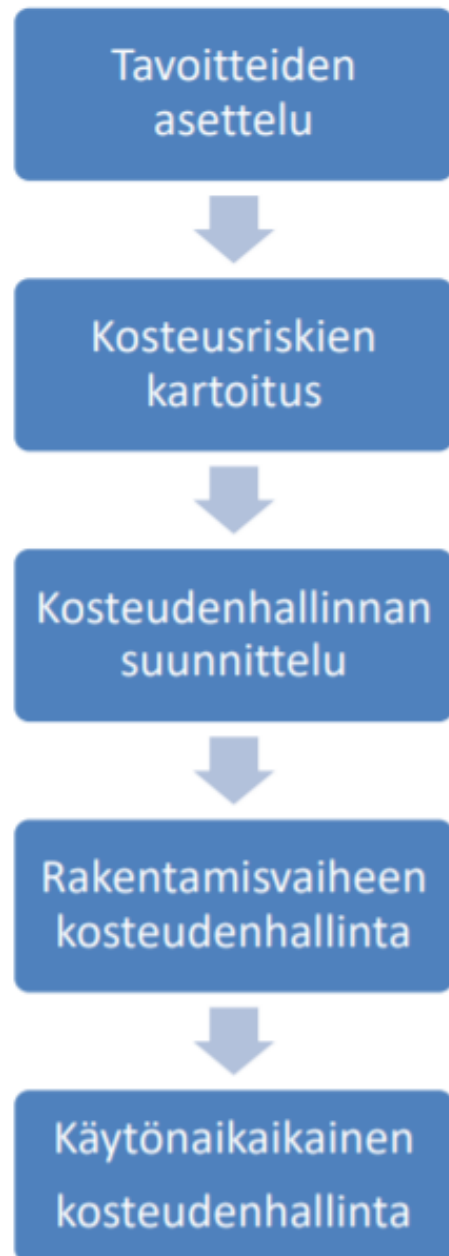 Tavoitteiden
asettelu
Kosteusriskien
kartoitus
Kosteudenhallinnan
suunnittelu
Rakentamisvaiheen
kosteudenhallinta
Käytönaikaikainen
kosteudenhallinta